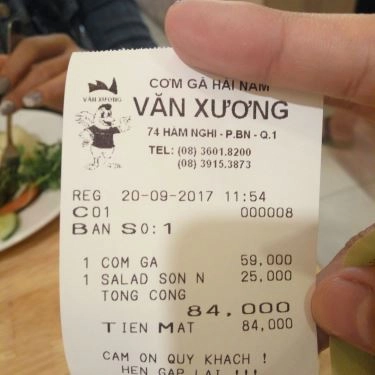 CƠM GÀ HẢI NAM
VĂN XƯƠNG
VĂN XƯƠNG
74 HÀM NGHI - P.BN - Q.1
TEL: (08) 3601.8200
(08) 3915.3873
REG 20-09-2017 11:54
C01 000008
BAN SO:1
1 COM GA 59,000
1 SALAD SON N 25,000
TONG CONG
84,000
TIEN MAT 84,000
CAM ON QUY KHACH !
HEN GAP LAI !!!